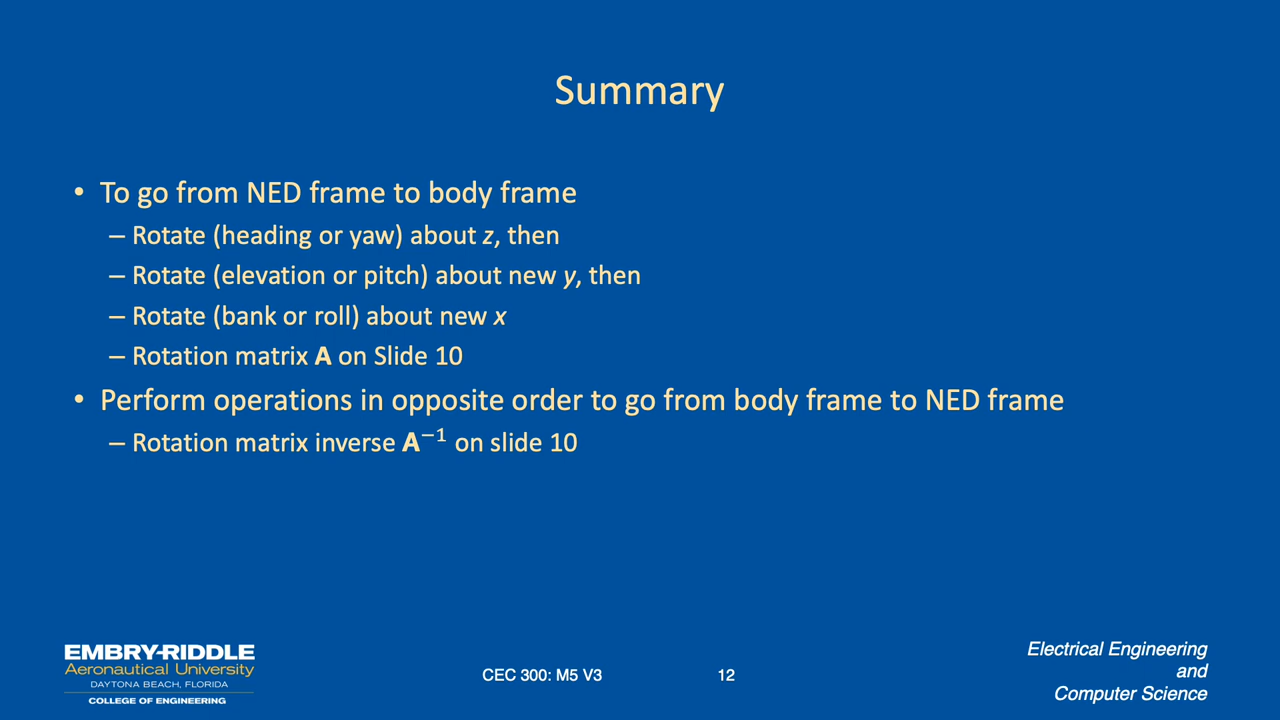 Summary
• To go from NED frame to body frame
– Rotate (heading or yaw) about z, then
– Rotate (elevation or pitch) about new y, then
– Rotate (bank or roll) about new x
– Rotation matrix A on Slide 10
• Perform operations in opposite order to go from body frame to NED frame
– Rotation matrix inverse A⁻¹ on slide 10
EMBRY-RIDDLE
Aeronautical University
DAYTONA BEACH, FLORIDA
COLLEGE OF ENGINEERING
CEC 300: M5 V3
12
Electrical Engineering
and
Computer Science